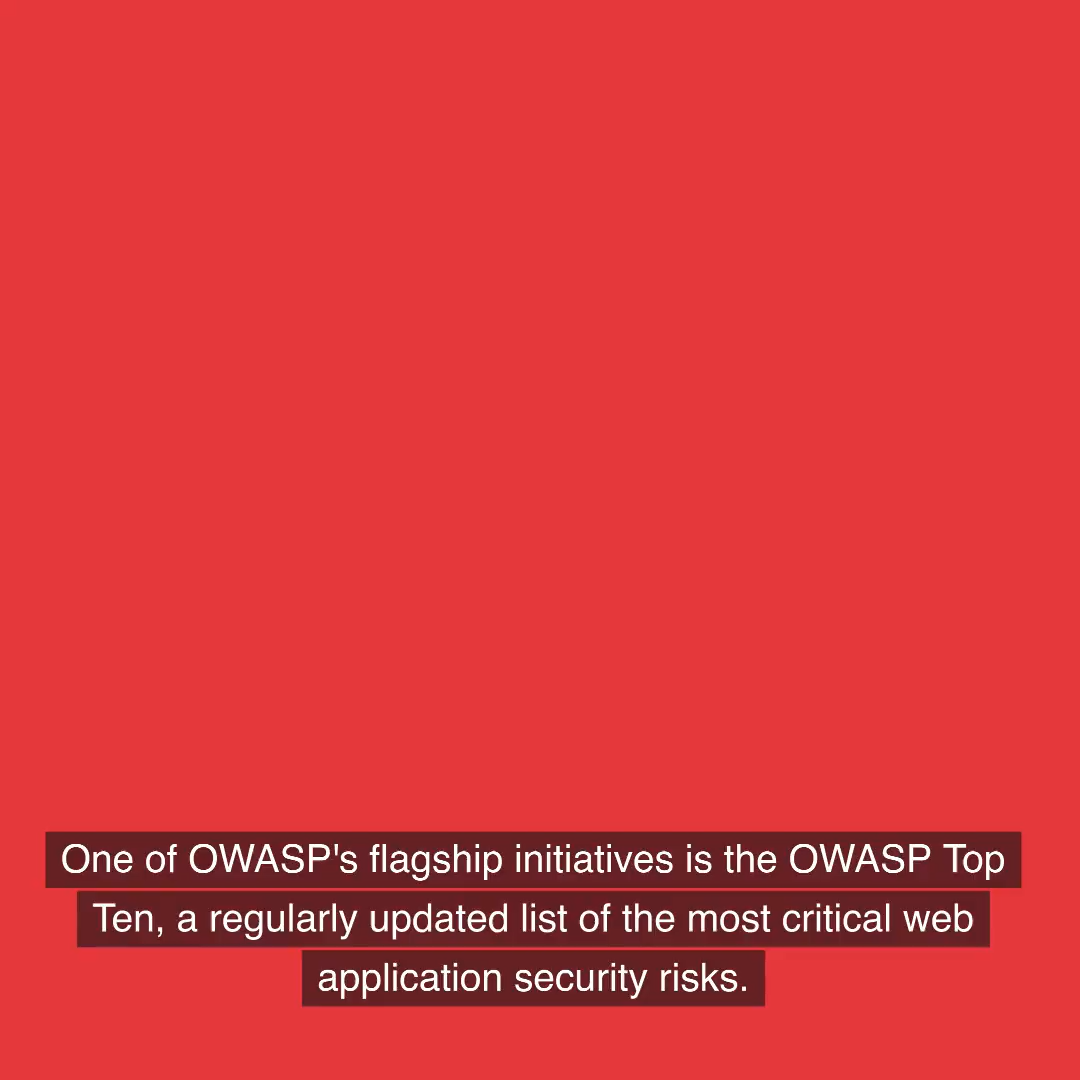 One of OWASP's flagship initiatives is the OWASP Top
Ten, a regularly updated list of the most critical web
application security risks.